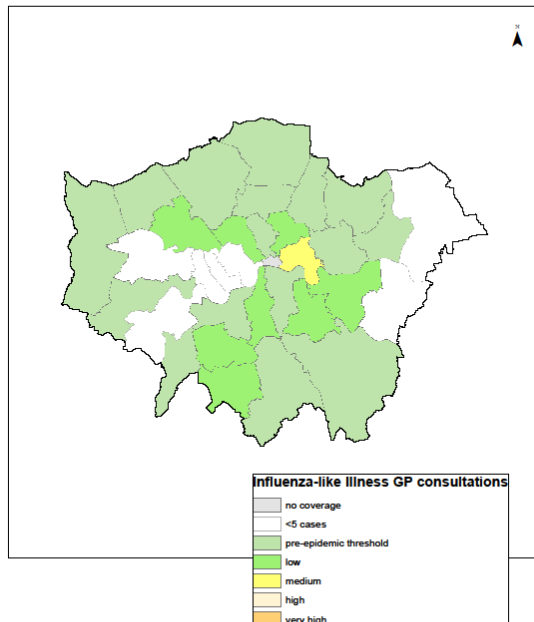 N
Influenza-like Illness GP consultations
no coverage
<5 cases
pre-epidemic threshold
low
medium
high
very high